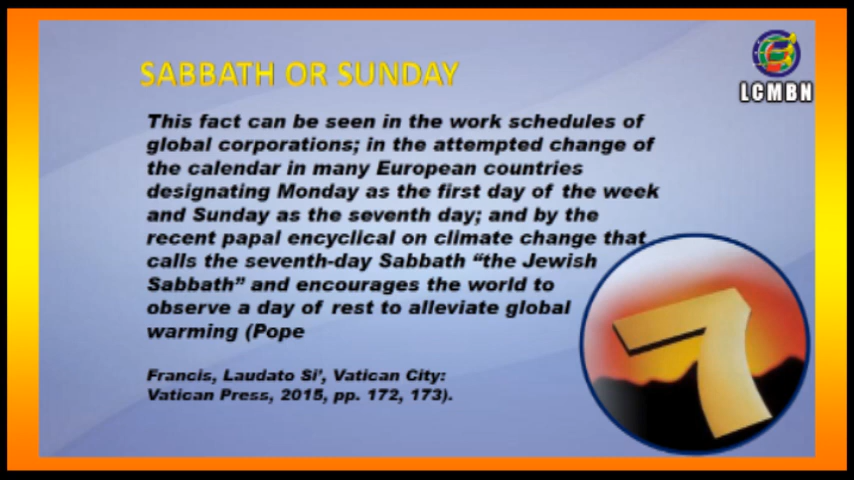 SABBATH OR SUNDAY
LCMBN
This fact can be seen in the work schedules of
global corporations; in the attempted change of
the calendar in many European countries
designating Monday as the first day of the week
and Sunday as the seventh day; and by the
recent papal encyclical on climate change that
calls the seventh-day Sabbath “the Jewish
Sabbath” and encourages the world to
observe a day of rest to alleviate global
warming (Pope
Francis, Laudato Si’, Vatican City:
Vatican Press, 2015, pp. 172, 173).
7